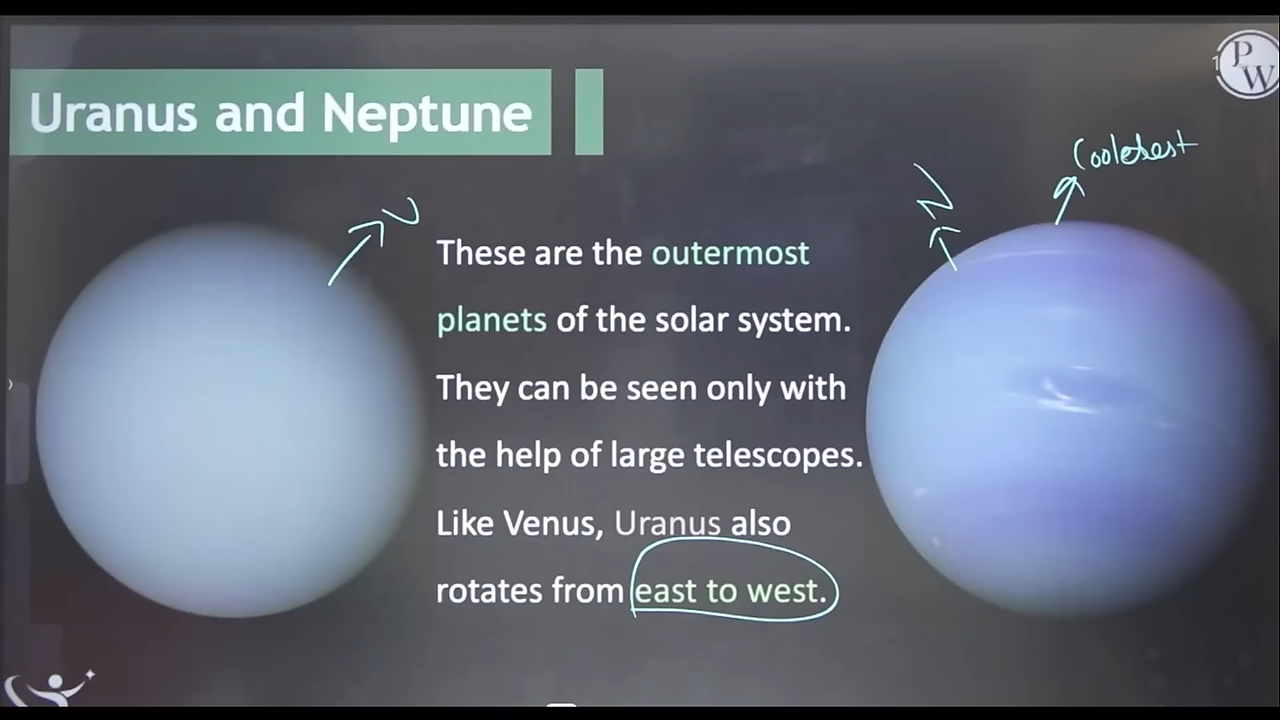 Uranus and Neptune
PW
U
N
Coolest
These are the outermost
planets of the solar system.
They can be seen only with
the help of large telescopes.
Like Venus, Uranus also
rotates from east to west.